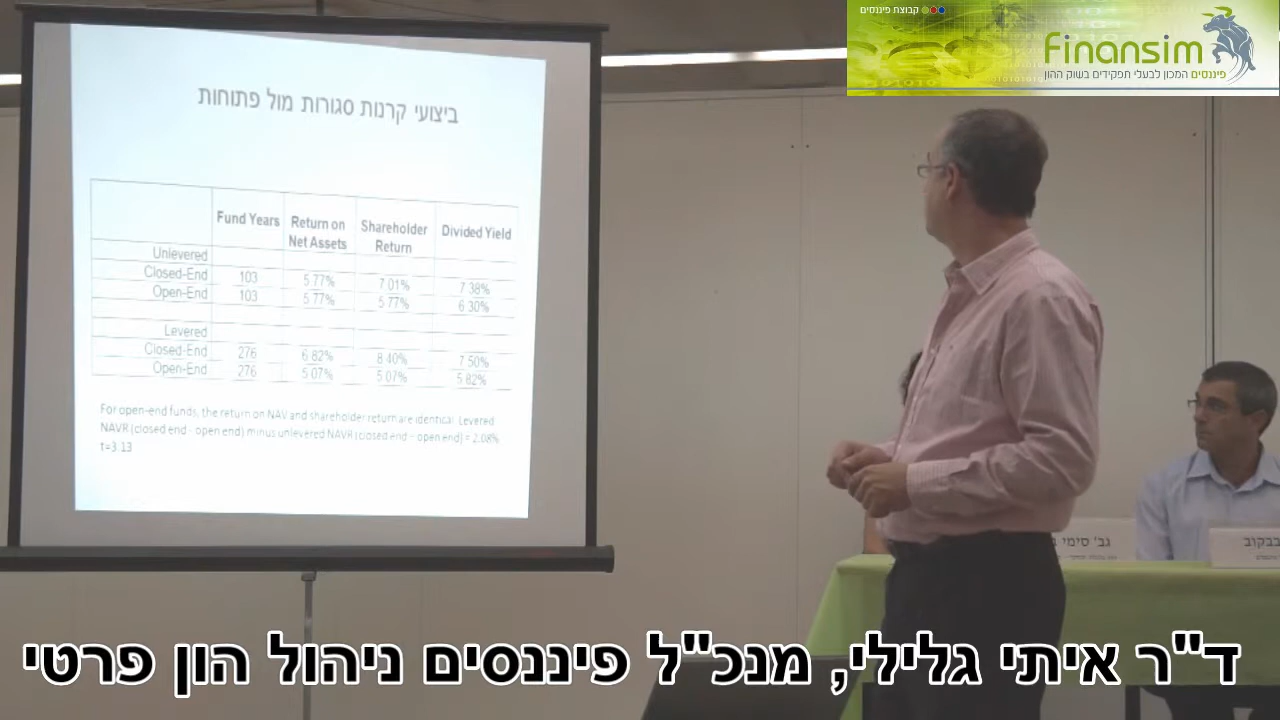 קבוצת פיננסים
Finansim
פיננסים המכון לבעלי תפקידים בשוק ההון
ביצועי קרנות סגורות מול פתוחות
Fund Years Return on Net Assets Shareholder Return Divided Yield
Unlevered
Closed-End 103 5.77% 7.01% 7.38%
Open-End 103 5.77% 5.77% 6.30%
Levered
Closed-End 276 6.82% 8.40% 7.50%
Open-End 276 5.07% 5.07% 5.82%
For open-end funds, the return on NAV and shareholder return are identical. Levered
NAVR (closed end – open end) minus unlevered NAVR (closed end – open end) = 2.08%
t=3.13
גב' סימי
בבקוב
ד"ר איתי גלילי, מנכ"ל פיננסים ניהול הון פרטי